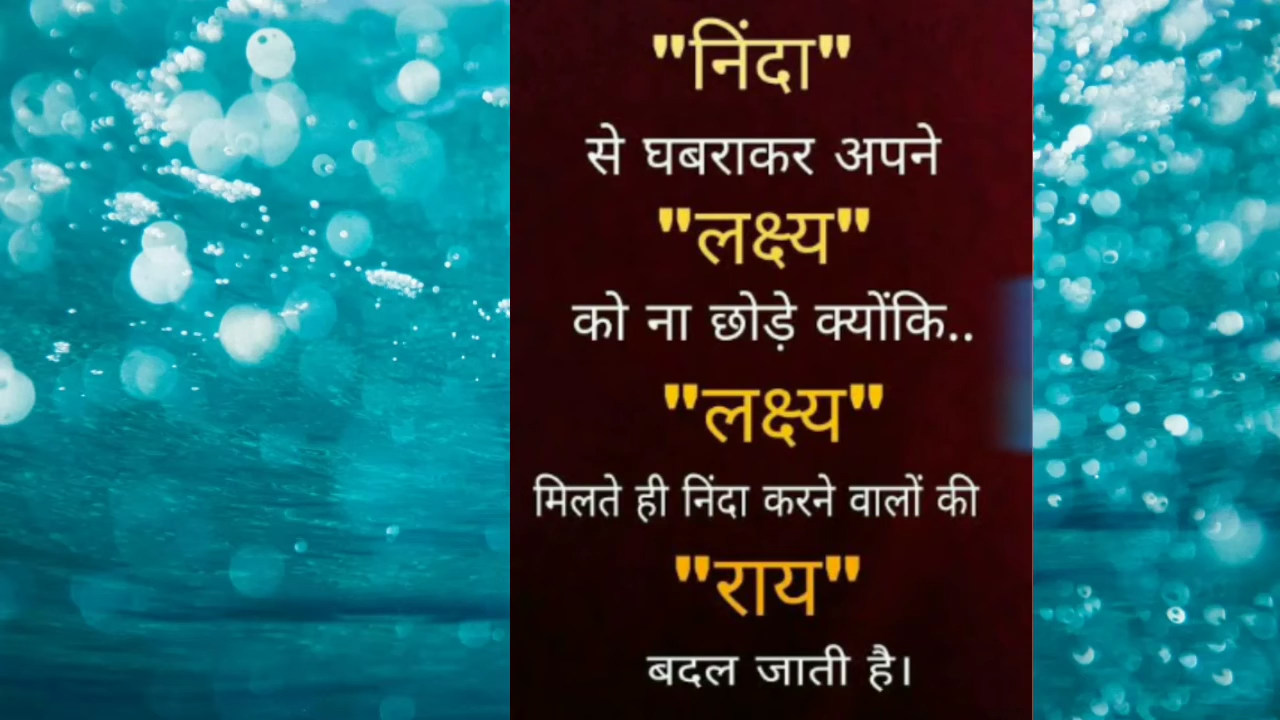 "निंदा"
से घबराकर अपने
"लक्ष्य"
को ना छोड़े क्योंकि..
"लक्ष्य"
मिलते ही निंदा करने वालों की
"राय"
बदल जाती है।